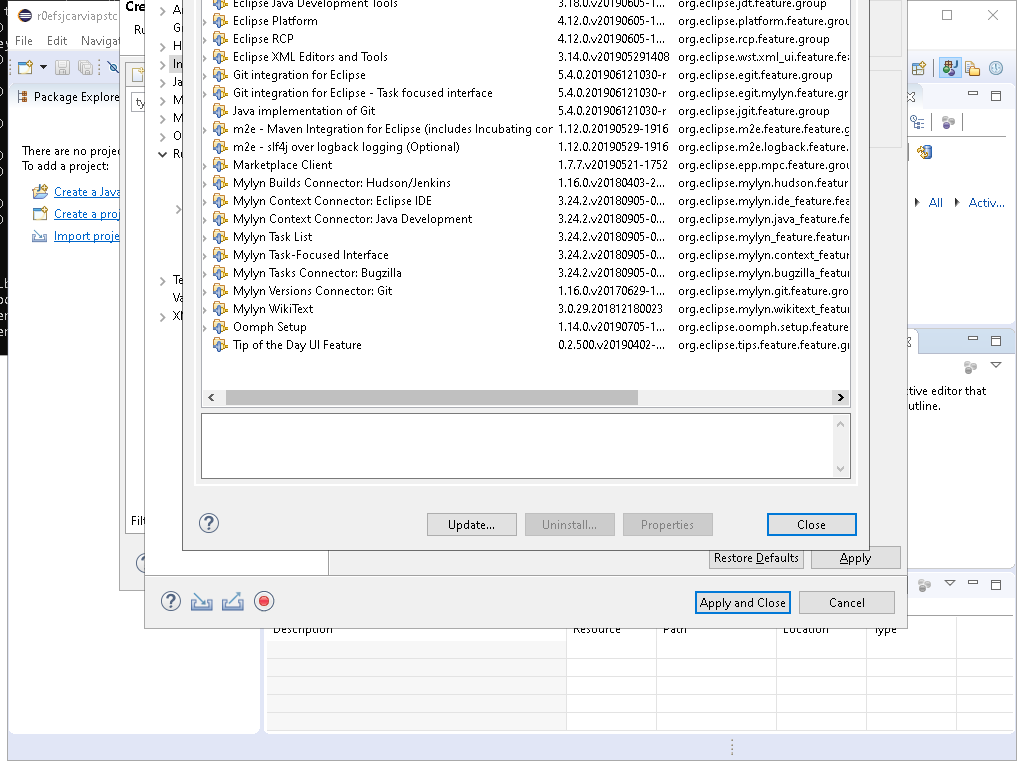 Eclipse Java Development Tools 3.18.0.v20190605-1... org.eclipse.jdt.feature.group
Eclipse Platform 4.12.0.v20190605-1... org.eclipse.platform.feature.grou
Eclipse RCP 4.12.0.v20190605-1... org.eclipse.rcp.feature.group
Eclipse XML Editors and Tools 3.14.0.v201905291408 org.eclipse.wst.xml_ui.feature.fea
Git integration for Eclipse 5.4.0.201906121030-r org.eclipse.egit.feature.group
Git integration for Eclipse - Task focused interface 5.4.0.201906121030-r org.eclipse.egit.mylyn.feature.gr
Java implementation of Git 5.4.0.201906121030-r org.eclipse.jgit.feature.group
m2e - Maven Integration for Eclipse (includes Incubating cor 1.12.0.20190529-1916 org.eclipse.m2e.feature.feature.g
m2e - slf4j over logback logging (Optional) 1.12.0.20190529-1916 org.eclipse.m2e.logback.feature.
Marketplace Client 1.7.7.v20190521-1752 org.eclipse.epp.mpc.feature.grou
Mylyn Builds Connector: Hudson/Jenkins 1.16.0.v20180403-2... org.eclipse.mylyn.hudson.featur
Mylyn Context Connector: Eclipse IDE 3.24.2.v20180905-0... org.eclipse.mylyn.ide_feature.fea
Mylyn Context Connector: Java Development 3.24.2.v20180905-0... org.eclipse.mylyn.java_feature.fe
Mylyn Task List 3.24.2.v20180905-0... org.eclipse.mylyn_feature.feature
Mylyn Task-Focused Interface 3.24.2.v20180905-0... org.eclipse.mylyn.context_featur
Mylyn Tasks Connector: Bugzilla 3.24.2.v20180905-0... org.eclipse.mylyn.bugzilla_featu
Mylyn Versions Connector: Git 1.16.0.v20170629-1... org.eclipse.mylyn.git.feature.gro
Mylyn WikiText 3.0.29.201812180023 org.eclipse.mylyn.wikitext_featu
Oomph Setup 1.14.0.v20190705-1... org.eclipse.oomph.setup.feature
Tip of the Day UI Feature 0.2.500.v20190402-... org.eclipse.tips.feature.feature.gr
Update... Uninstall... Properties Close
Restore Defaults Apply
Apply and Close Cancel
r0efsjcarviapstc
File Edit Navigat
Package Explore
There are no projec
To add a project:
Create a Java
Create a proj
Import proje
Cre
Ru
ty
Filt
A
G
H
In
Ja
M
M
O
Ru
Te
Va
XM
All Activ...
ctive editor that
utline.
Description Resource Path Location Type